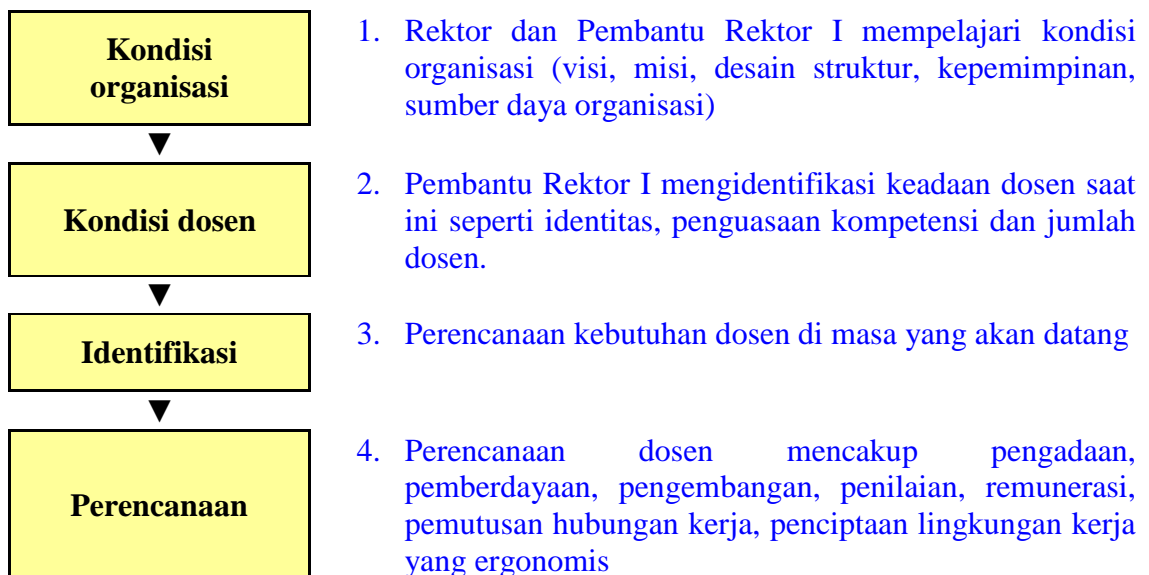 Kondisi
organisasi
1. Rektor dan Pembantu Rektor I mempelajari kondisi
organisasi (visi, misi, desain struktur, kepemimpinan,
sumber daya organisasi)
Kondisi dosen
2. Pembantu Rektor I mengidentifikasi keadaan dosen saat
ini seperti identitas, penguasaan kompetensi dan jumlah
dosen.
Identifikasi
3. Perencanaan kebutuhan dosen di masa yang akan datang
Perencanaan
4. Perencanaan dosen mencakup pengadaan,
pemberdayaan, pengembangan, penilaian, remunerasi,
pemutusan hubungan kerja, penciptaan lingkungan kerja
yang ergonomis